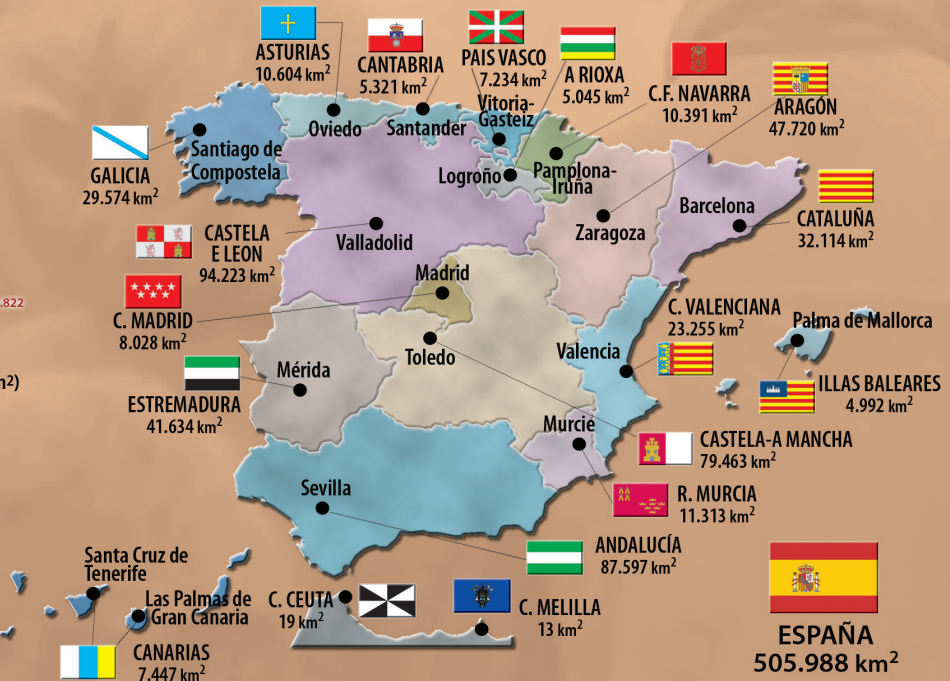 ASTURIAS
10.604 km²
CANTABRIA
5.321 km²
PAIS VASCO
7.234 km²
A RIOXA
5.045 km²
C.F. NAVARRA
10.391 km²
ARAGÓN
47.720 km²
Oviedo
Santander
Vitoria-
Gasteiz
GALICIA
29.574 km²
Santiago de
Compostela
Logroño
Pamplona-
Iruña
Zaragoza
Barcelona
CATALUÑA
32.114 km²
CASTELA
E LEON
94.223 km²
Valladolid
Madrid
.822
C. MADRID
8.028 km²
Toledo
C. VALENCIANA
23.255 km²
Valencia
Palma de Mallorca
ILLAS BALEARES
4.992 km²
m²)
Mérida
ESTREMADURA
41.634 km²
Murcie
CASTELA-A MANCHA
79.463 km²
R. MURCIA
11.313 km²
Sevilla
ANDALUCÍA
87.597 km²
Santa Cruz de
Tenerife
Las Palmas de
Gran Canaria
CANARIAS
7.447 km²
C. CEUTA
19 km²
C. MELILLA
13 km²
ESPAÑA
505.988 km²